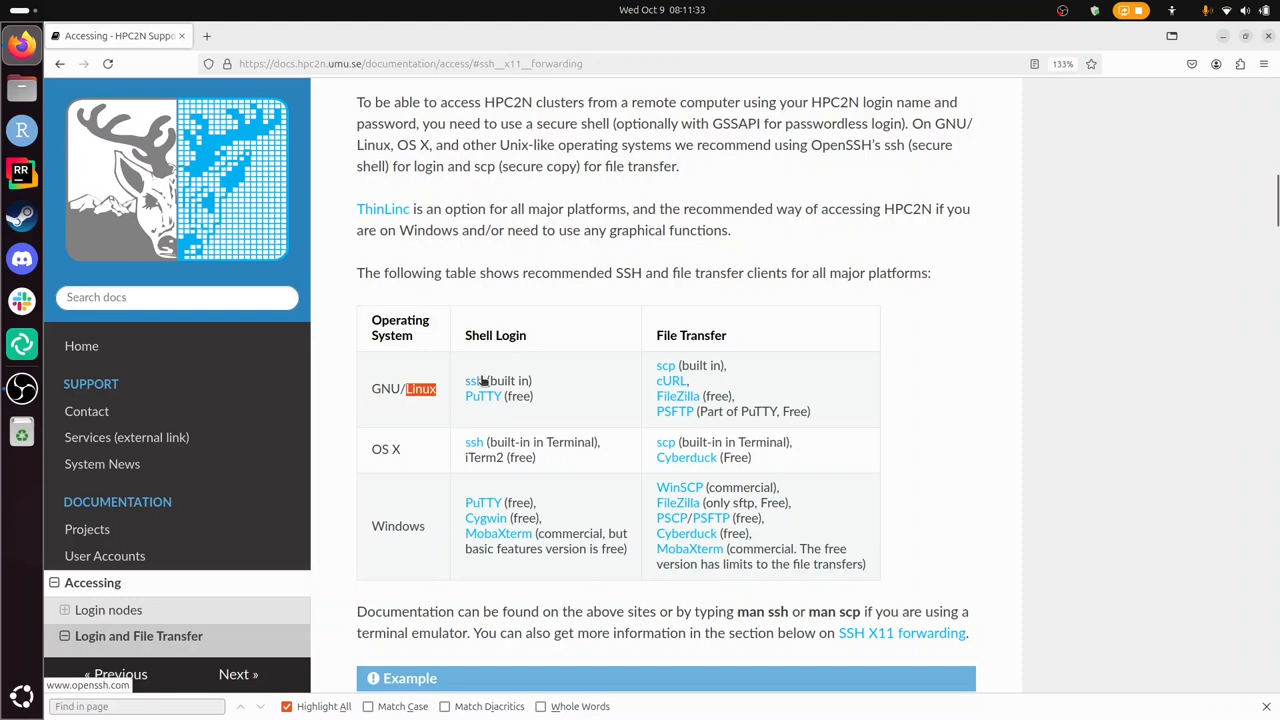 Wed Oct 9 08:11:33
Accessing - HPC2N Suppo
https://docs.hpc2n.umu.se/documentation/access/#ssh__x11__forwarding
133%
Search docs
Home
SUPPORT
Contact
Services (external link)
System News
DOCUMENTATION
Projects
User Accounts
Accessing
Login nodes
Login and File Transfer
« Previous
Next »
www.openssh.com
To be able to access HPC2N clusters from a remote computer using your HPC2N login name and
password, you need to use a secure shell (optionally with GSSAPI for passwordless login). On GNU/
Linux, OS X, and other Unix-like operating systems we recommend using OpenSSH's ssh (secure
shell) for login and scp (secure copy) for file transfer.
ThinLinc is an option for all major platforms, and the recommended way of accessing HPC2N if you
are on Windows and/or need to use any graphical functions.
The following table shows recommended SSH and file transfer clients for all major platforms:
Operating
System
Shell Login
File Transfer
GNU/Linux
ssh (built in)
PuTTY (free)
scp (built in),
cURL,
FileZilla (free),
PSFTP (Part of PuTTY, Free)
OS X
ssh (built-in in Terminal),
iTerm2 (free)
scp (built-in in Terminal),
Cyberduck (Free)
Windows
PuTTY (free),
Cygwin (free),
MobaXterm (commercial, but
basic features version is free)
WinSCP (commercial),
FileZilla (only sftp, Free),
PSCP/PSFTP (free),
Cyberduck (free),
MobaXterm (commercial. The free
version has limits to the file transfers)
Documentation can be found on the above sites or by typing man ssh or man scp if you are using a
terminal emulator. You can also get more information in the section below on SSH X11 forwarding.
Example
Find in page
Highlight All
Match Case
Match Diacritics
Whole Words
R
RR